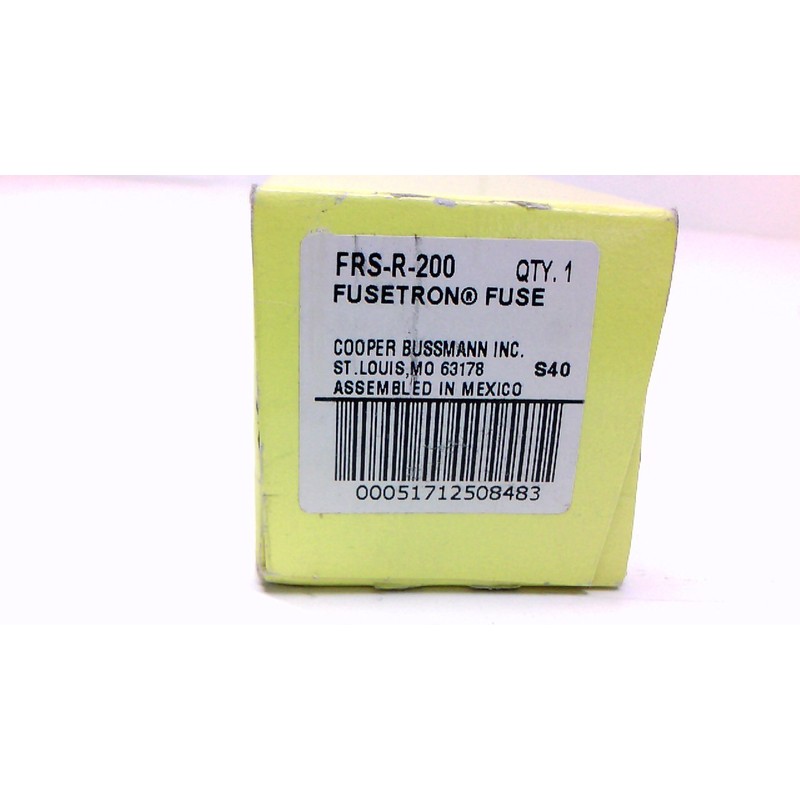 FRS-R-200 QTY. 1
FUSETRON® FUSE
COOPER BUSSMANN INC.
ST.LOUIS,MO 63178 S40
ASSEMBLED IN MEXICO
00051712508483